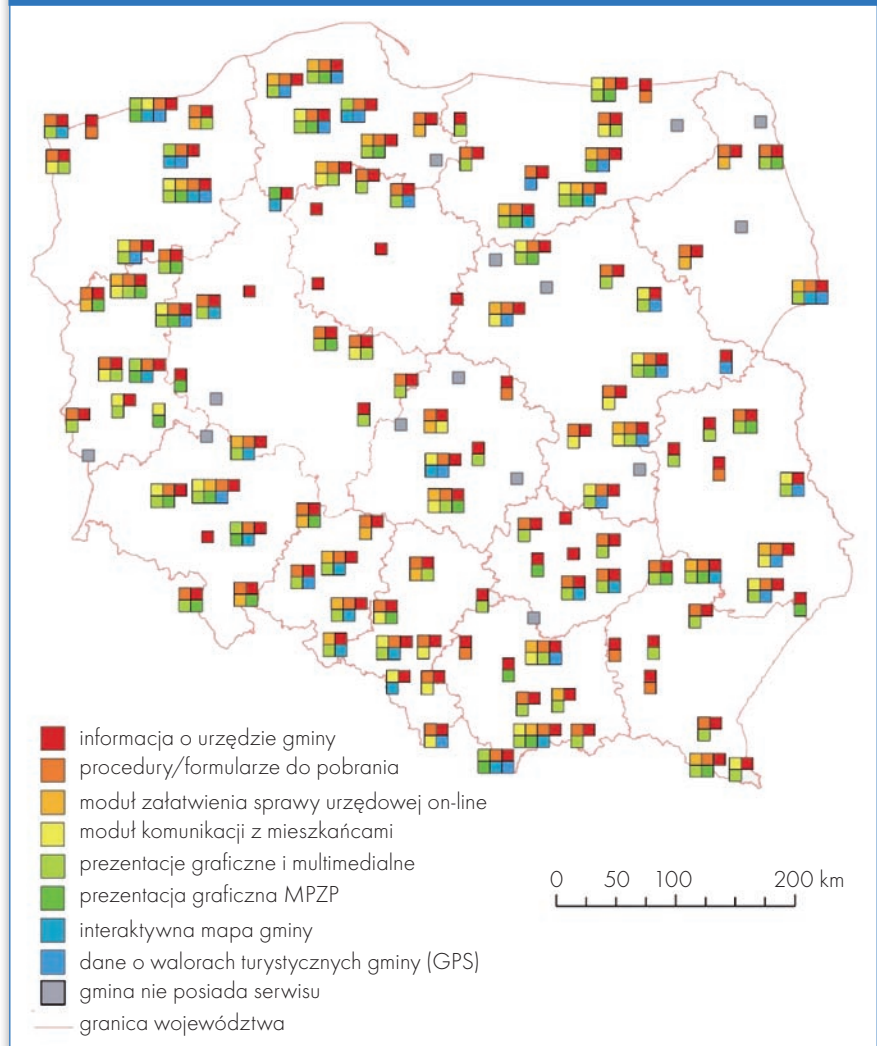 informacja o urzędzie gminy
procedury/formularze do pobrania
moduł załatwienia sprawy urzędowej on-line
moduł komunikacji z mieszkańcami
prezentacje graficzne i multimedialne
prezentacja graficzna MPZP
interaktywna mapa gminy
dane o walorach turystycznych gminy (GPS)
gmina nie posiada serwisu
granica województwa
0 50 100 200 km